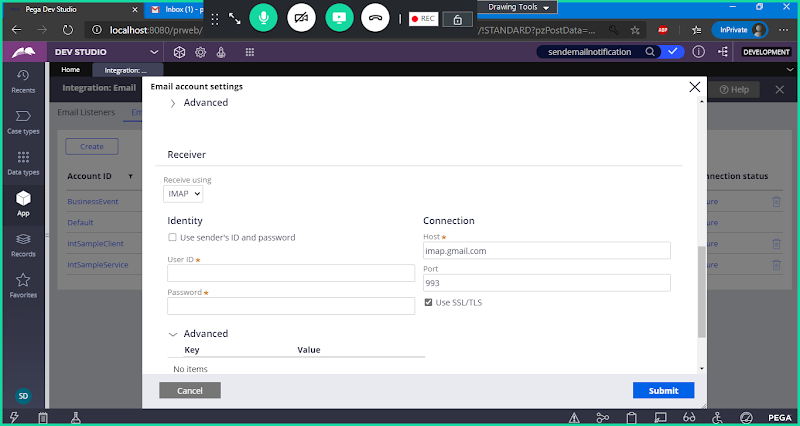 Pega Dev Studio
Inbox (1) - p
REC
Drawing Tools
localhost:8080/prweb/
/!STANDARD?pzPostData=...
ABP
InPrivate
DEV STUDIO
sendemailnotification
DEVELOPMENT
Home
Integration: ...
Recents
Case types
Data types
App
Records
Favorites
SD
Integration: Email
Help
Email Listeners
Em
Create
Account ID
nnection status
BusinessEvent
ure
Default
ure
IntSampleClient
ure
IntSampleService
ure
Email account settings
Advanced
Receiver
Receive using
IMAP
Identity
Connection
Use sender's ID and password
Host *
imap.gmail.com
User ID *
Port
993
Password *
Use SSL/TLS
Advanced
Key Value
No items
Cancel
Submit
PEGA